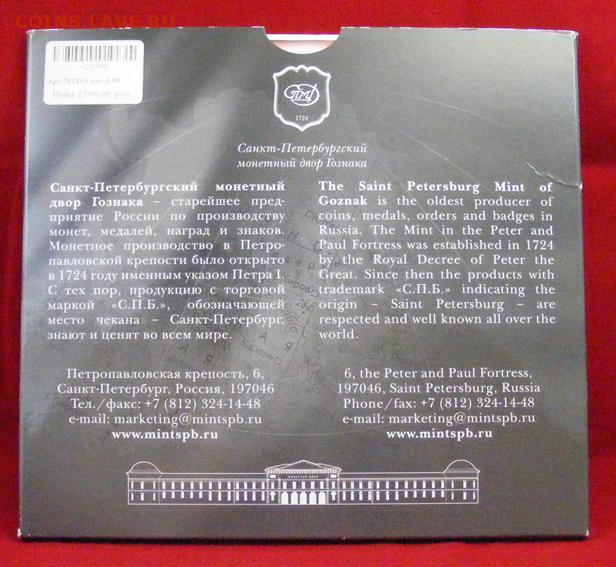 COINS.LAVE.RU
Цена 2100.00 руб.
ПМД
1724
Санкт-Петербургский
монетный двор Гознака
Санкт-Петербургский монетный
двор Гознака – старейшее пред-
приятие России по производству
монет, медалей, наград и знаков.
Монетное производство в Петро-
павловской крепости было открыто
в 1724 году именным указом Петра I.
С тех пор, продукцию с торговой
маркой «С.П.Б.», обозначающей
место чекана – Санкт-Петербург,
знают и ценят во всем мире.
The Saint Petersburg Mint of
Goznak is the oldest producer of
coins, medals, orders and badges in
Russia. The Mint in the Peter and
Paul Fortress was established in 1724
by the Royal Decree of Peter the
Great. Since then the products with
trademark «С.П.Б.» indicating the
origin – Saint Petersburg – are
respected and well known all over the
world.
Петропавловская крепость, 6,
Санкт-Петербург, Россия, 197046
Тел./факс: +7 (812) 324-14-48
e-mail: marketing@mintspb.ru
www.mintspb.ru
6, the Peter and Paul Fortress,
197046, Saint Petersburg, Russia
Phone/fax: +7 (812) 324-14-48
e-mail: marketing@mintspb.ru
www.mintspb.ru
МОНЕТНЫЙ ДВОР